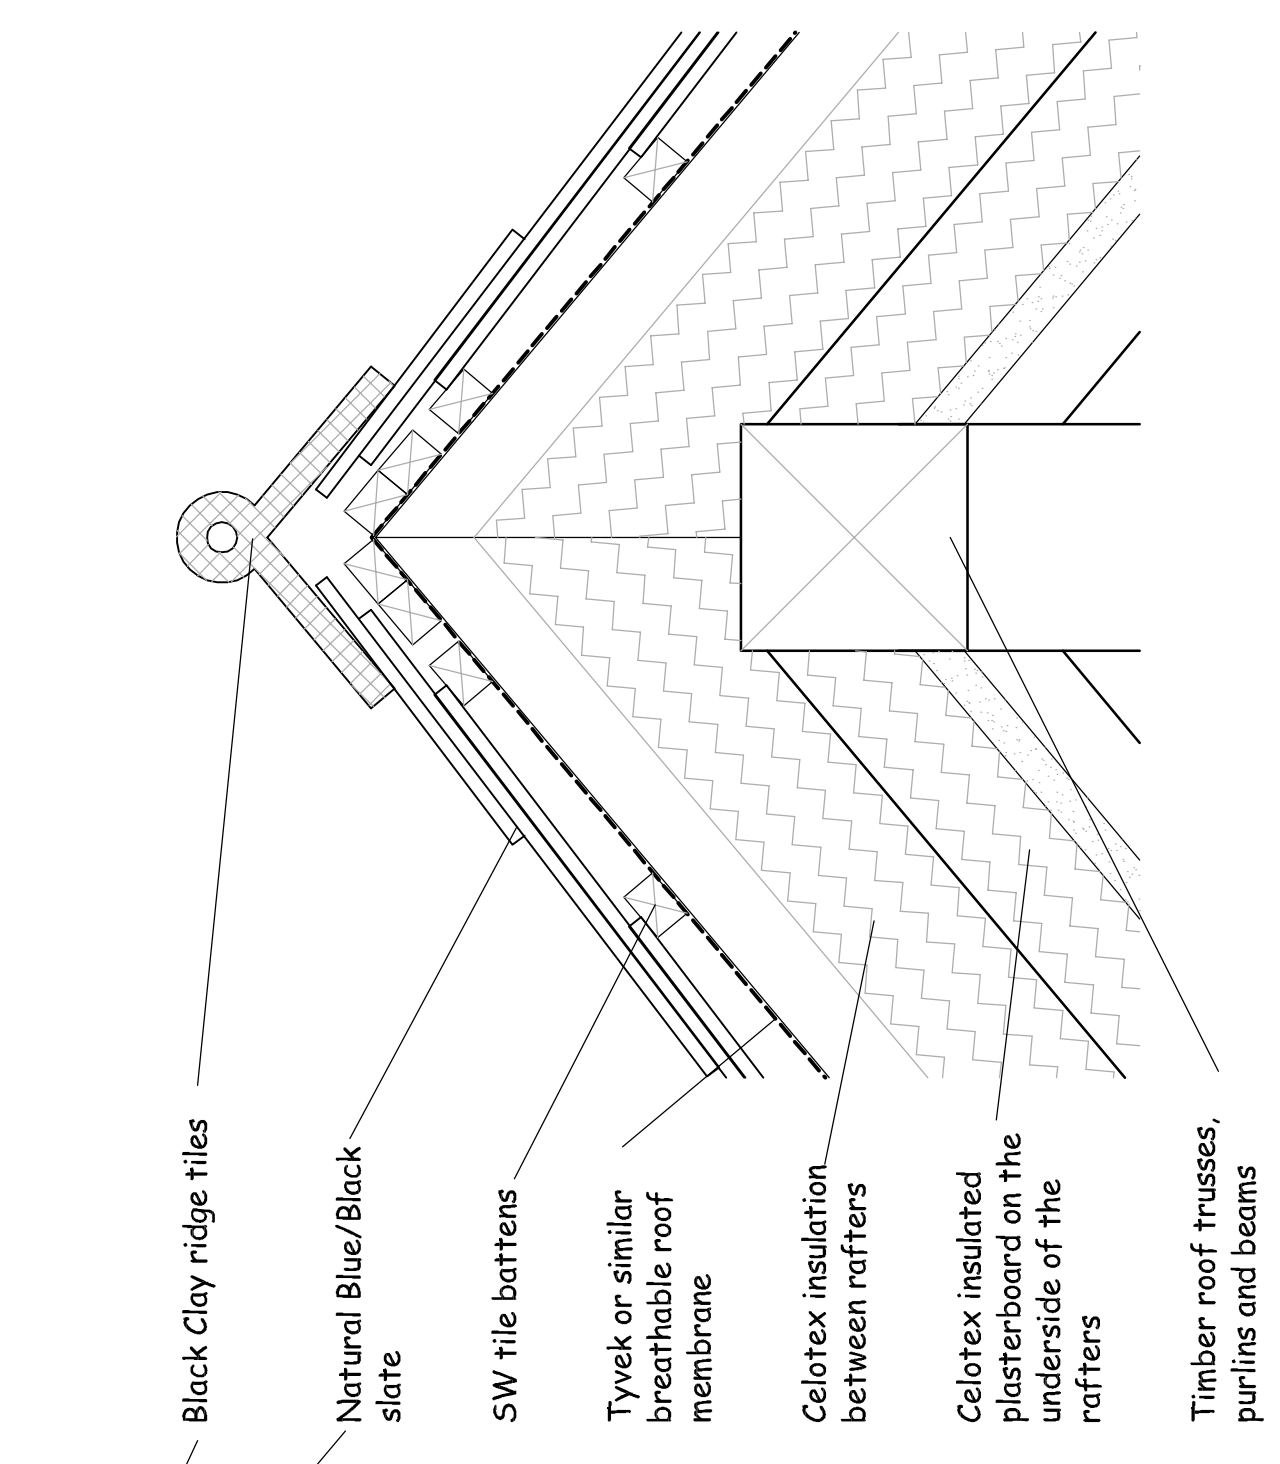 Black Clay ridge tiles
Natural Blue/Black
slate
SW tile battens
Tyvek or similar
breathable roof
membrane
Celotex insulation
between rafters
Celotex insulated
plasterboard on the
underside of the
rafters
Timber roof trusses,
purlins and beams